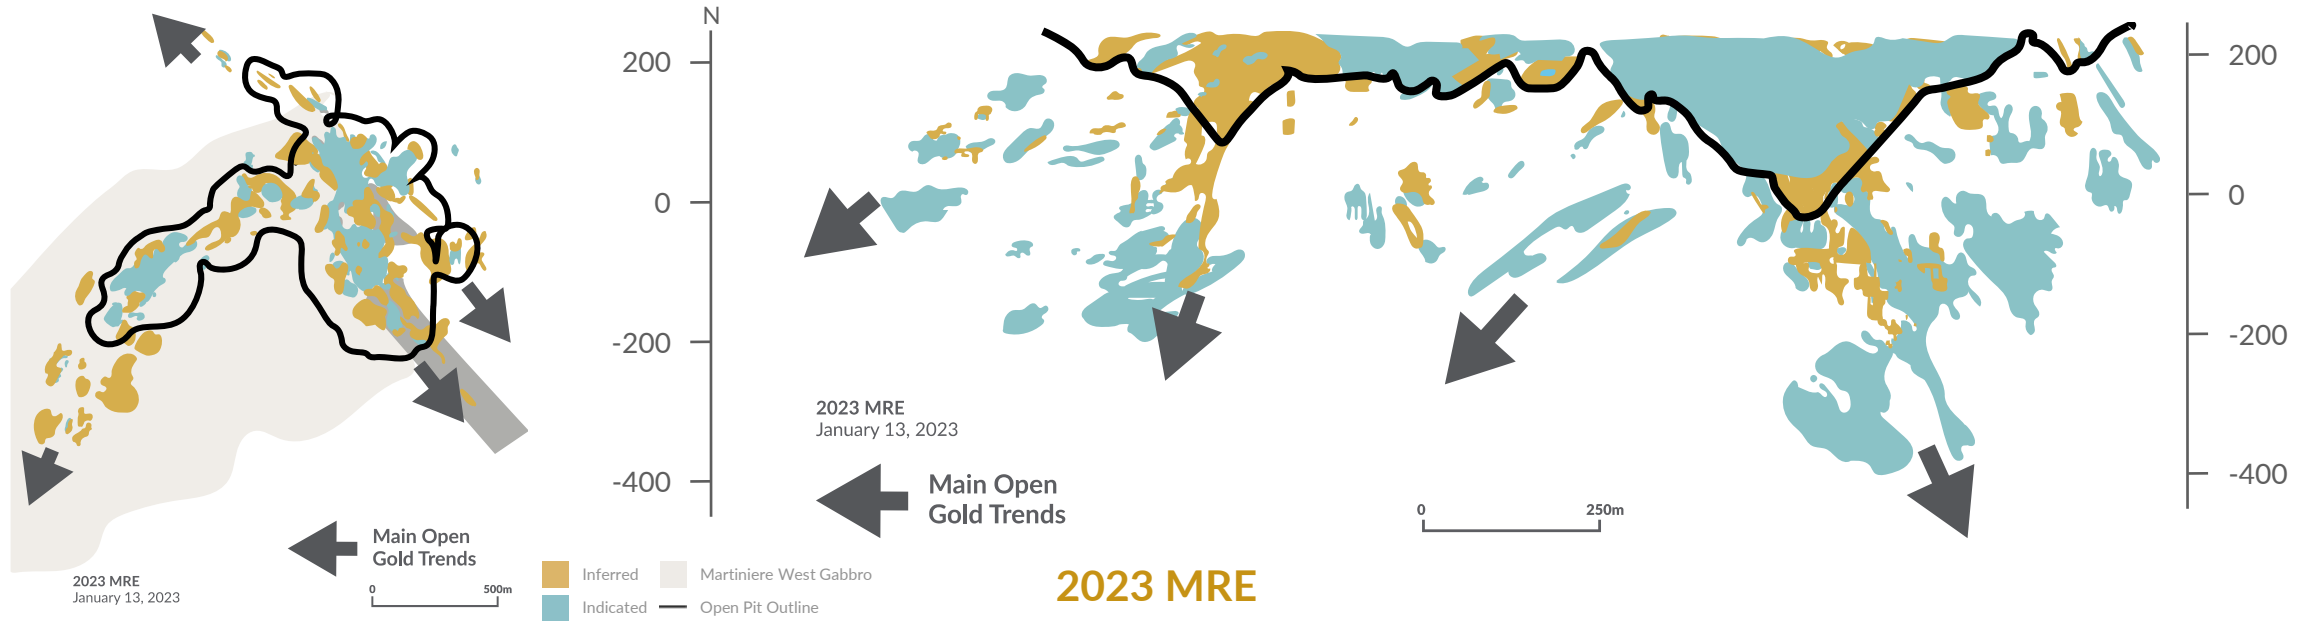 N
200
0
-200
-400
200
0
-200
-400
2023 MRE
January 13, 2023
Main Open
Gold Trends
0 250m
Main Open
Gold Trends
2023 MRE
January 13, 2023
0 500m
Inferred
Indicated
Martiniere West Gabbro
Open Pit Outline
2023 MRE